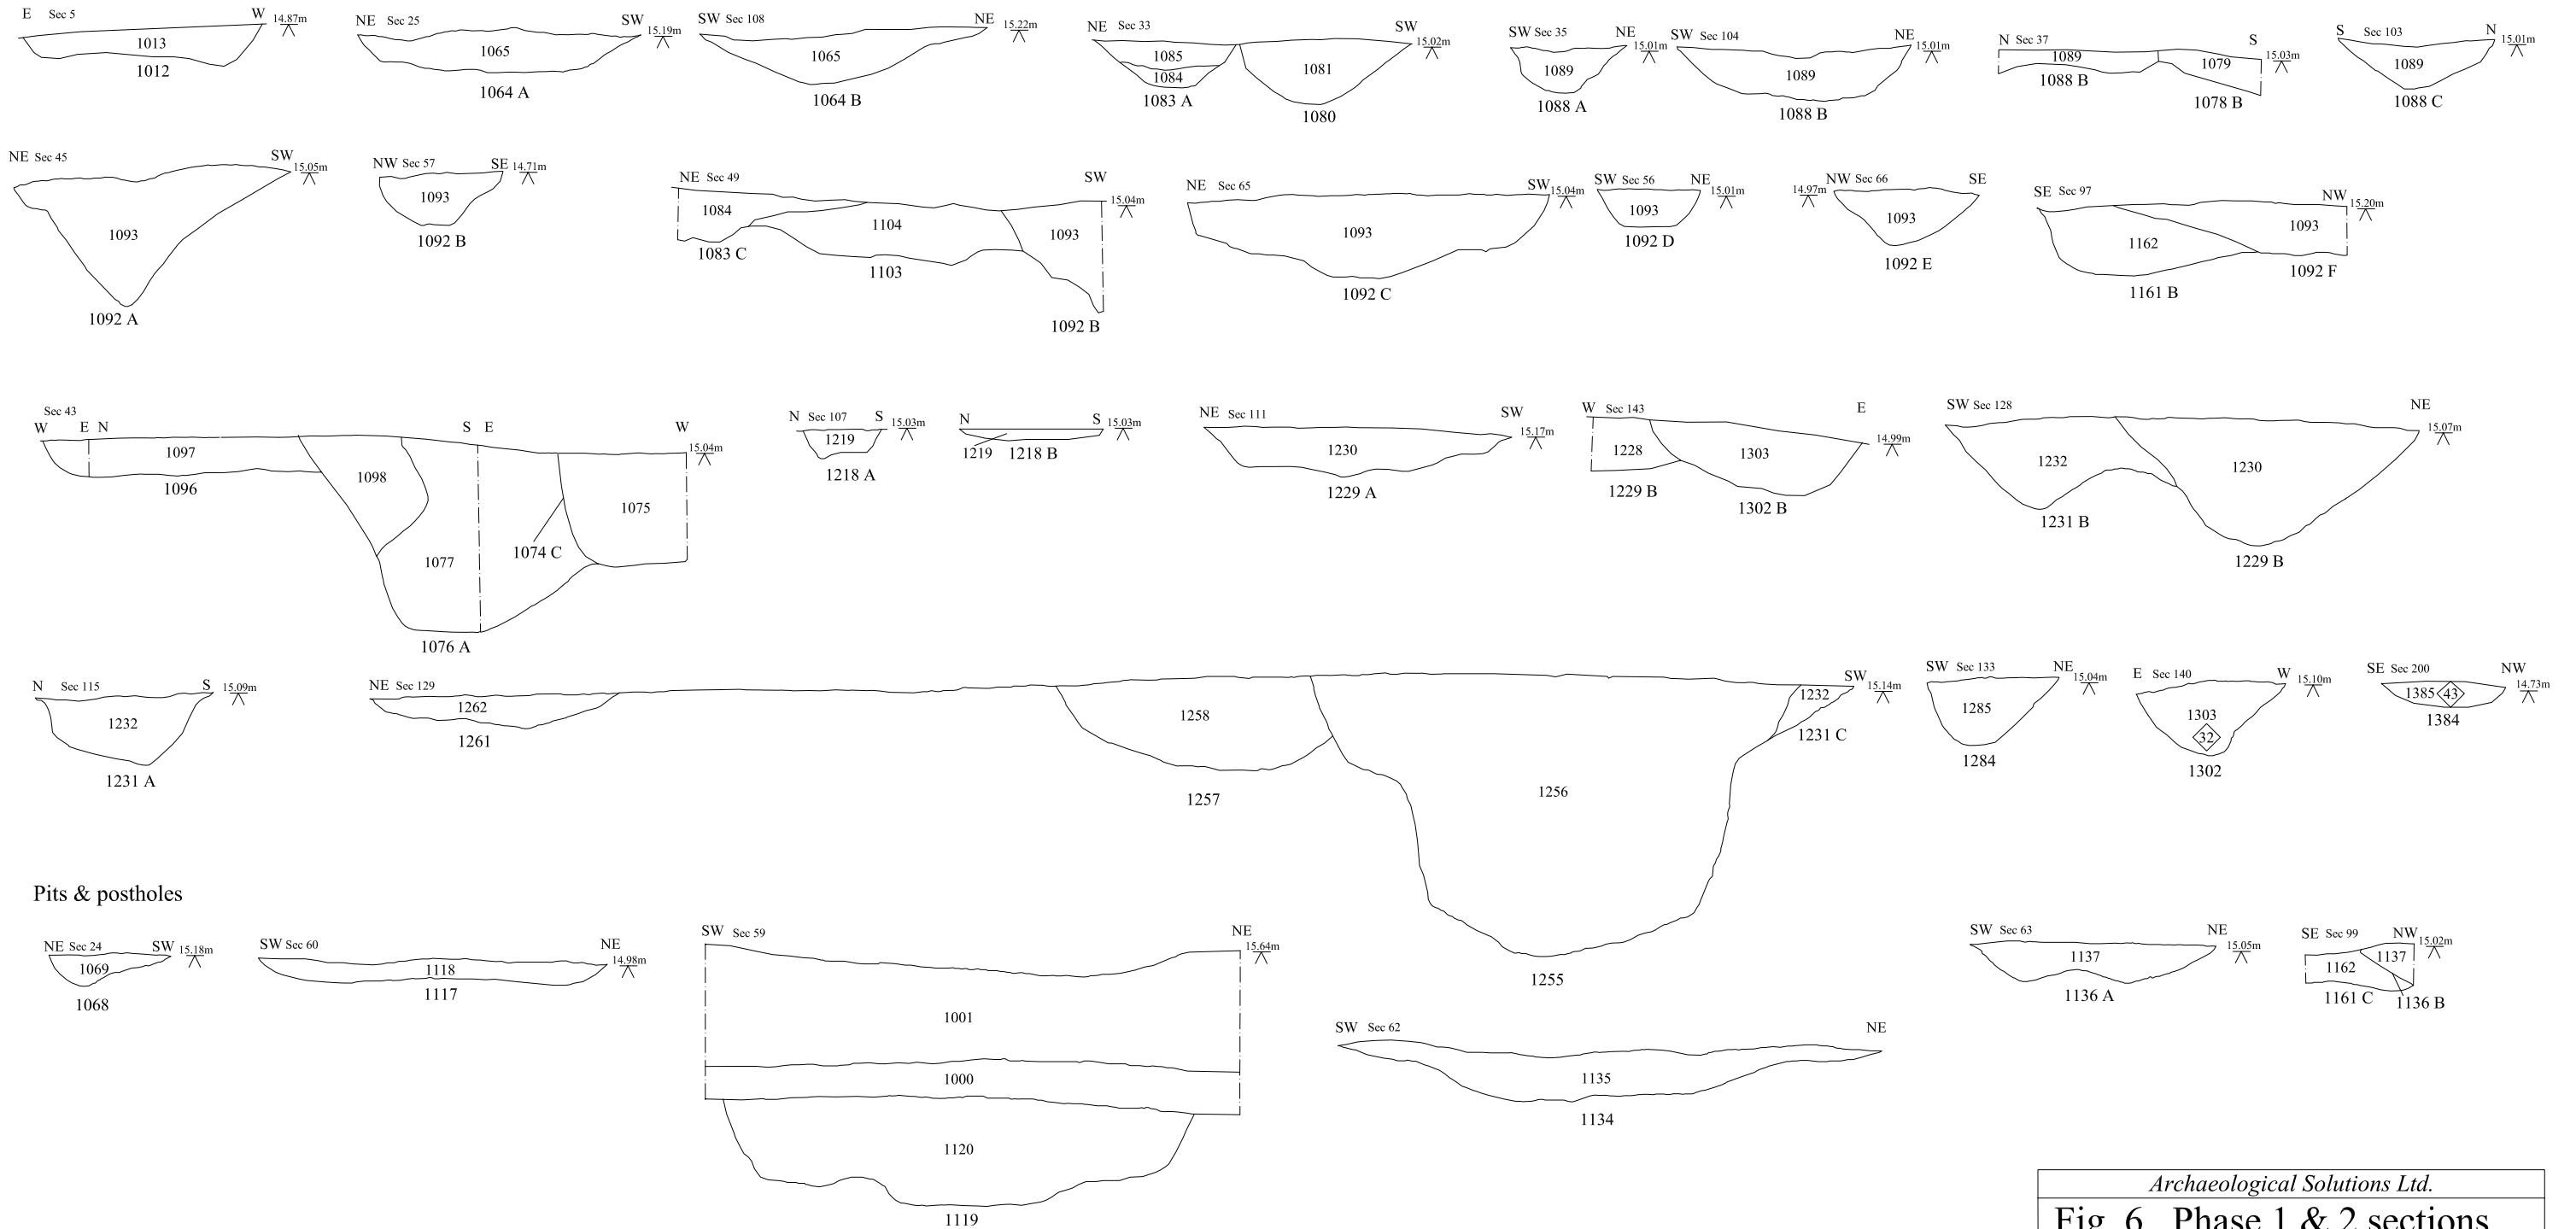 E Sec 5 W 14.87m
1013
1012
NE Sec 25 SW 15.19m
1065
1064 A
SW Sec 108 NE 15.22m
1065
1064 B
NE Sec 33 SW 15.02m
1085
1084
1081
1083 A
1080
SW Sec 35 NE 15.01m
1089
1088 A
SW Sec 104 NE 15.01m
1089
1088 B
N Sec 37 S 15.03m
1089
1079
1088 B
1078 B
S Sec 103 N 15.01m
1089
1088 C
NE Sec 45 SW 15.05m
1093
1092 A
NW Sec 57 SE 14.71m
1093
1092 B
NE Sec 49 SW 15.04m
1084
1104
1093
1083 C
1103
1092 B
NE Sec 65 SW 15.04m
1093
1092 C
SW Sec 56 NE 15.01m
1093
1092 D
14.97m NW Sec 66 SE
1093
1092 E
SE Sec 97 NW 15.20m
1162
1093
1092 F
1161 B
Sec 43
W E N S E W 15.04m
1097
1098
1096
1075
1074 C
1077
1076 A
N Sec 107 S 15.03m
1219
1218 A
N S 15.03m
1219 1218 B
NE Sec 111 SW 15.17m
1230
1229 A
W Sec 143 E 14.99m
1228
1303
1229 B
1302 B
SW Sec 128 NE 15.07m
1232
1230
1231 B
1229 B
N Sec 115 S 15.09m
1232
1231 A
NE Sec 129 SW 15.14m
1262
1258
1232
1261
1231 C
1257
1256
1255
SW Sec 133 NE 15.04m
1285
1284
E Sec 140 W 15.10m
1303
32
1302
SE Sec 200 NW 14.73m
1385 43
1384
Pits & postholes
NE Sec 24 SW 15.18m
1069
1068
SW Sec 60 NE 14.98m
1118
1117
SW Sec 59 NE 15.64m
1001
1000
1120
1119
SW Sec 62 NE
1135
1134
SW Sec 63 NE 15.05m
1137
1136 A
SE Sec 99 NW 15.02m
1162
1137
1161 C
1136 B
Archaeological Solutions Ltd.
Fig. 6 Phase 1 & 2 sections